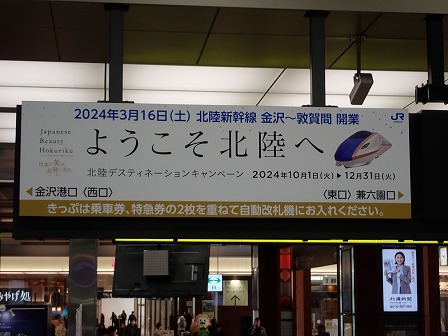 2024年3月16日(土) 北陸新幹線 金沢～敦賀間 開業
JR
Japanese
Beauty
Hokuriku
ようこそ北陸へ
北陸デスティネーションキャンペーン 2024年10月1日(火) ▶ 12月31日(火)
金沢港口〈西口〉 〈東口〉兼六園口
きっぷは乗車券、特急券の2枚を重ねて自動改札機にお入れください。
みやげ処